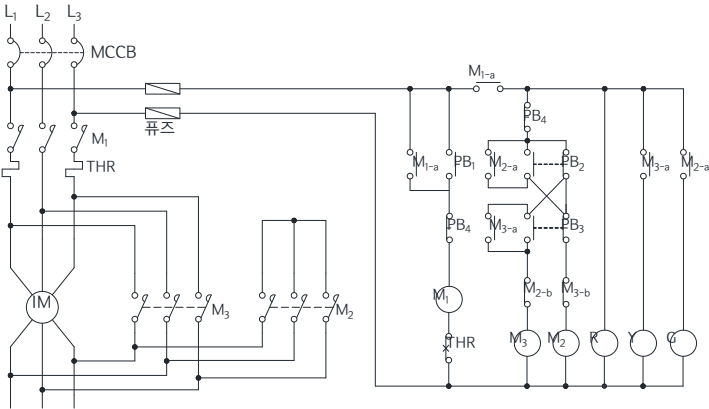 L1 L2 L3
MCCB
M1-a
퓨즈
PB4
M1
THR
M1-a PB1 M2-a PB2 M3-a M2-a
PB4 M3-a PB3
IM
M3 M2
M1 M2-b M3-b
THR M3 M2 R Y G